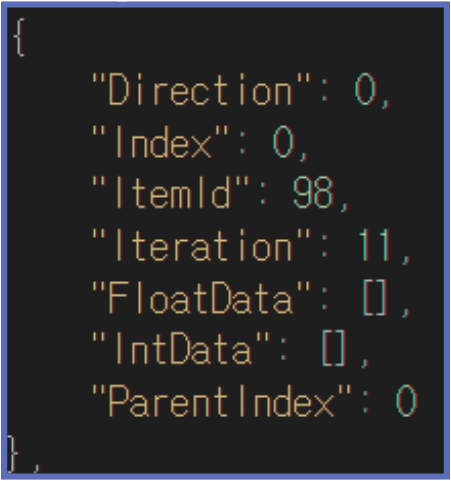 {
"Direction": 0,
"Index": 0,
"ItemId": 98,
"Iteration": 11,
"FloatData": [],
"IntData": [],
"ParentIndex": 0
},